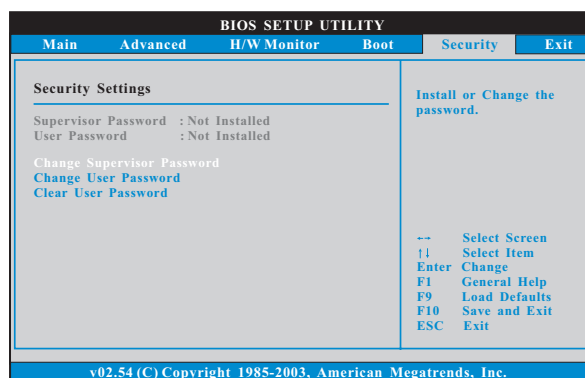 BIOS SETUP UTILITY
Main Advanced H/W Monitor Boot Security Exit
Security Settings
Supervisor Password : Not Installed
User Password : Not Installed
Change Supervisor Password
Change User Password
Clear User Password
Install or Change the
password.
←→ Select Screen
↑↓ Select Item
Enter Change
F1 General Help
F9 Load Defaults
F10 Save and Exit
ESC Exit
v02.54 (C) Copyright 1985-2003, American Megatrends, Inc.